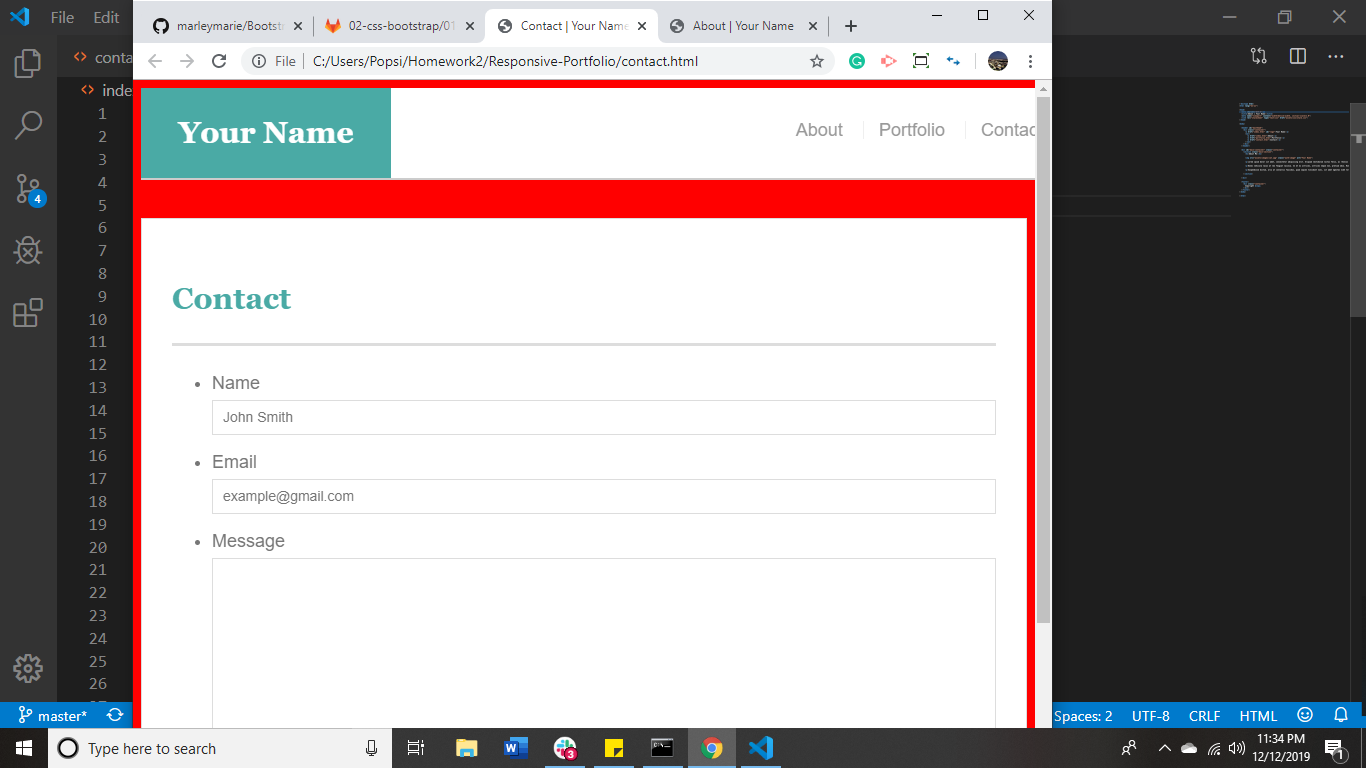 File Edit
marleymarie/Bootst
02-css-bootstrap/01
Contact | Your Name
About | Your Name
File
C:/Users/Popsi/Homework2/Responsive-Portfolio/contact.html
conta
inde
1
2
3
4
5
6
7
8
9
10
11
12
13
14
15
16
17
18
19
20
21
22
23
24
25
26
Your Name
About
Portfolio
Contac
Contact
Name
John Smith
Email
example@gmail.com
Message
4
master*
Spaces: 2
UTF-8
CRLF
HTML
Type here to search
W
3
C:\.
11:34 PM
12/12/2019
1